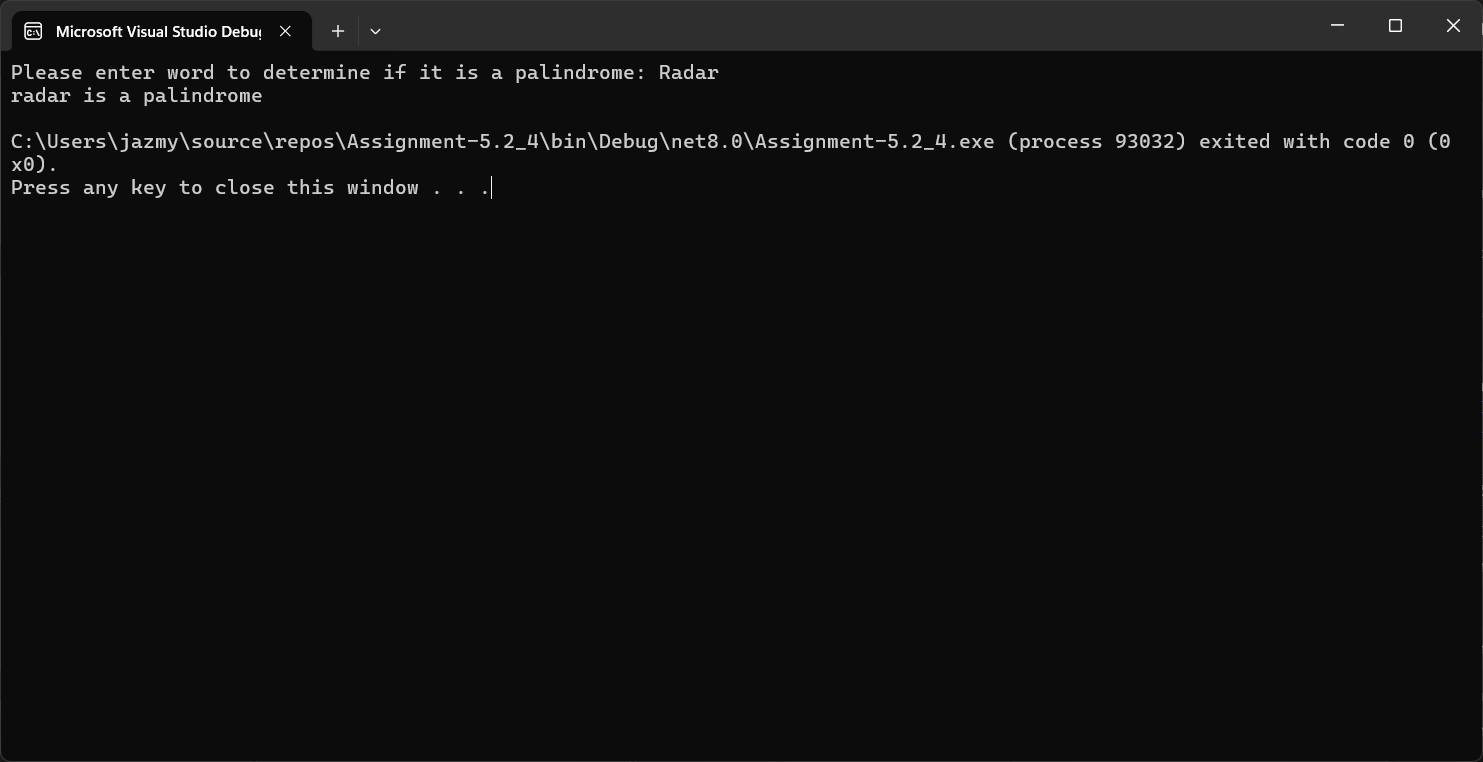 Microsoft Visual Studio Debu
Please enter word to determine if it is a palindrome: Radar
radar is a palindrome
C:\Users\jazmy\source\repos\Assignment-5.2_4\bin\Debug\net8.0\Assignment-5.2_4.exe (process 93032) exited with code 0 (0
x0).
Press any key to close this window . . .